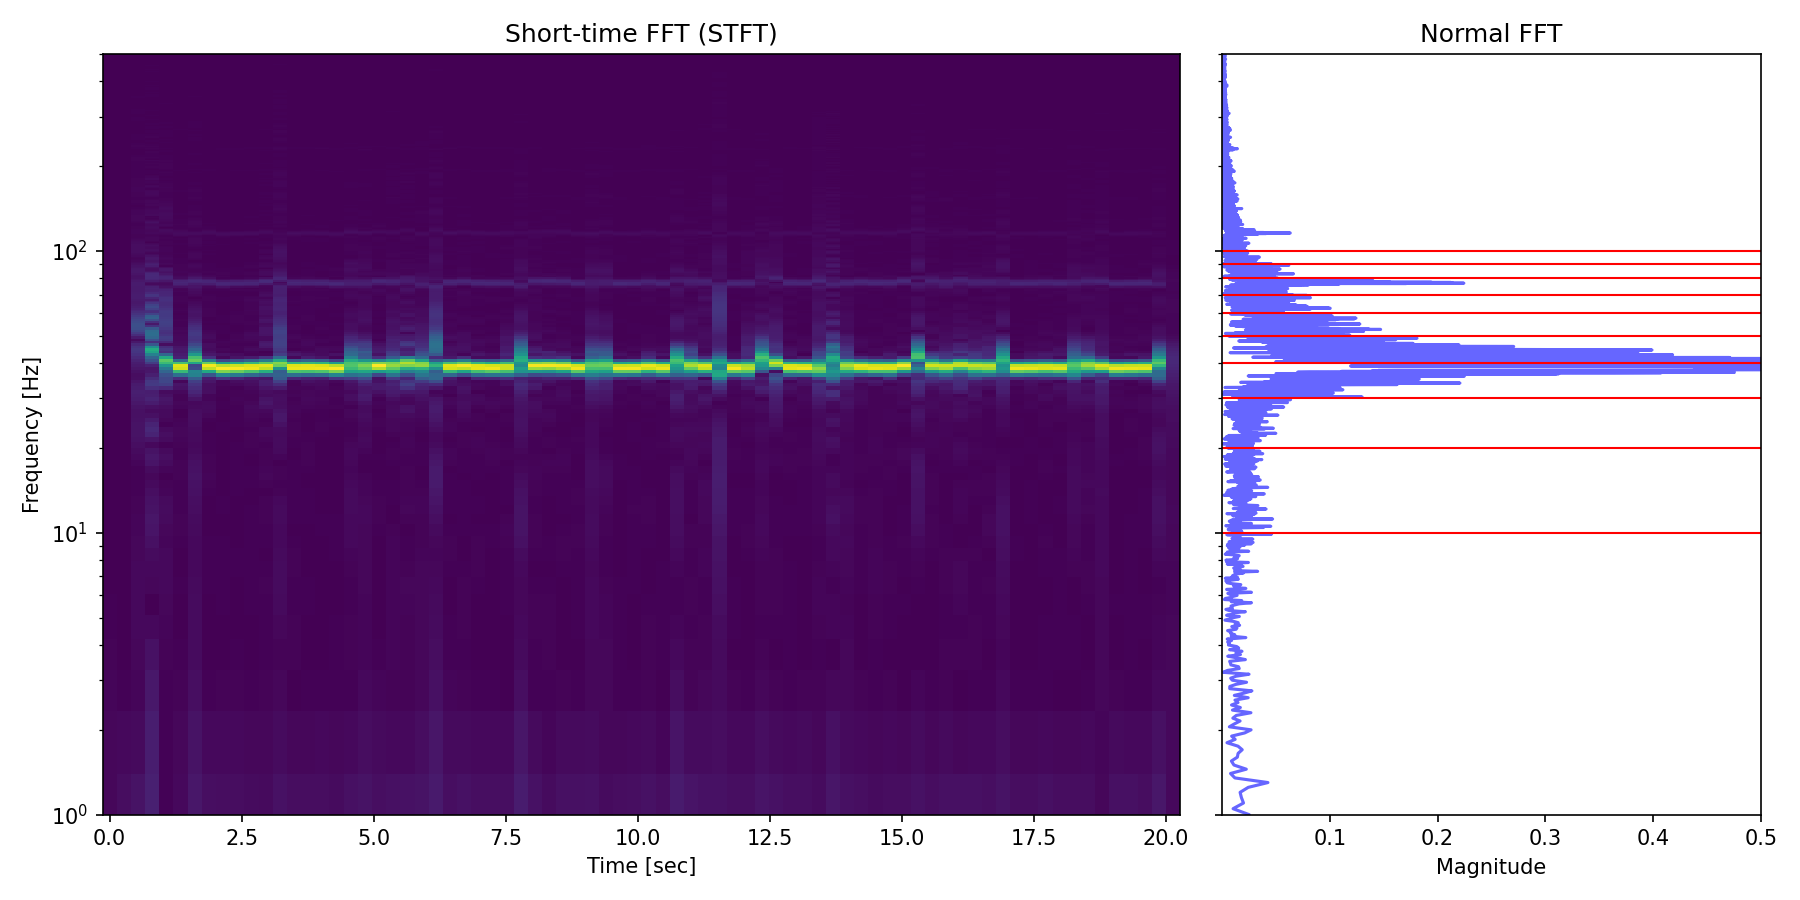 Short-time FFT (STFT)
Normal FFT
Frequency [Hz]
10²
10¹
10⁰
0.0 2.5 5.0 7.5 10.0 12.5 15.0 17.5 20.0
Time [sec]
0.1 0.2 0.3 0.4 0.5
Magnitude